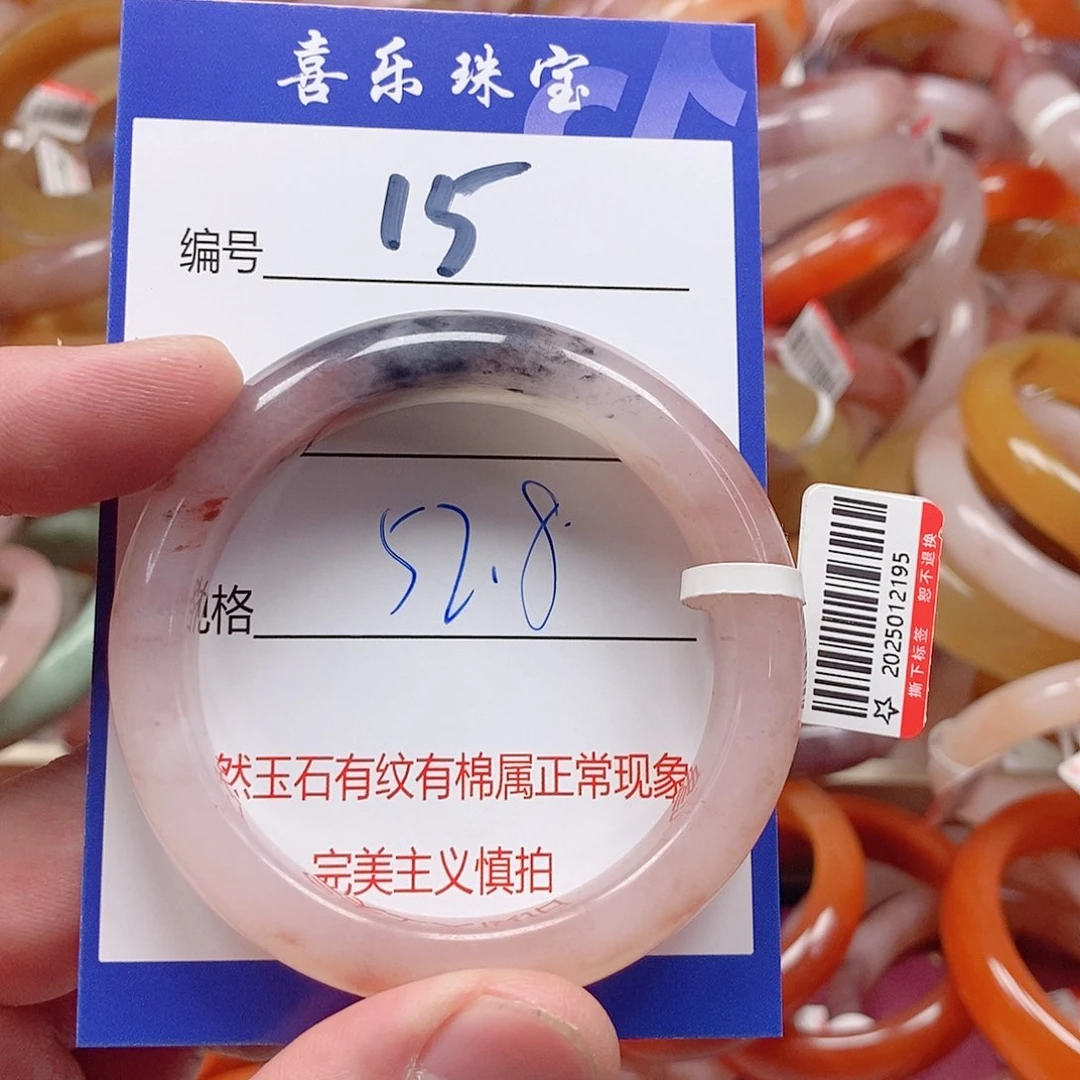 喜乐珠宝
编号 15
规格 52.8
然玉石有纹有棉属正常现象
完美主义慎拍
2025012195
撕下标签 恕不退换